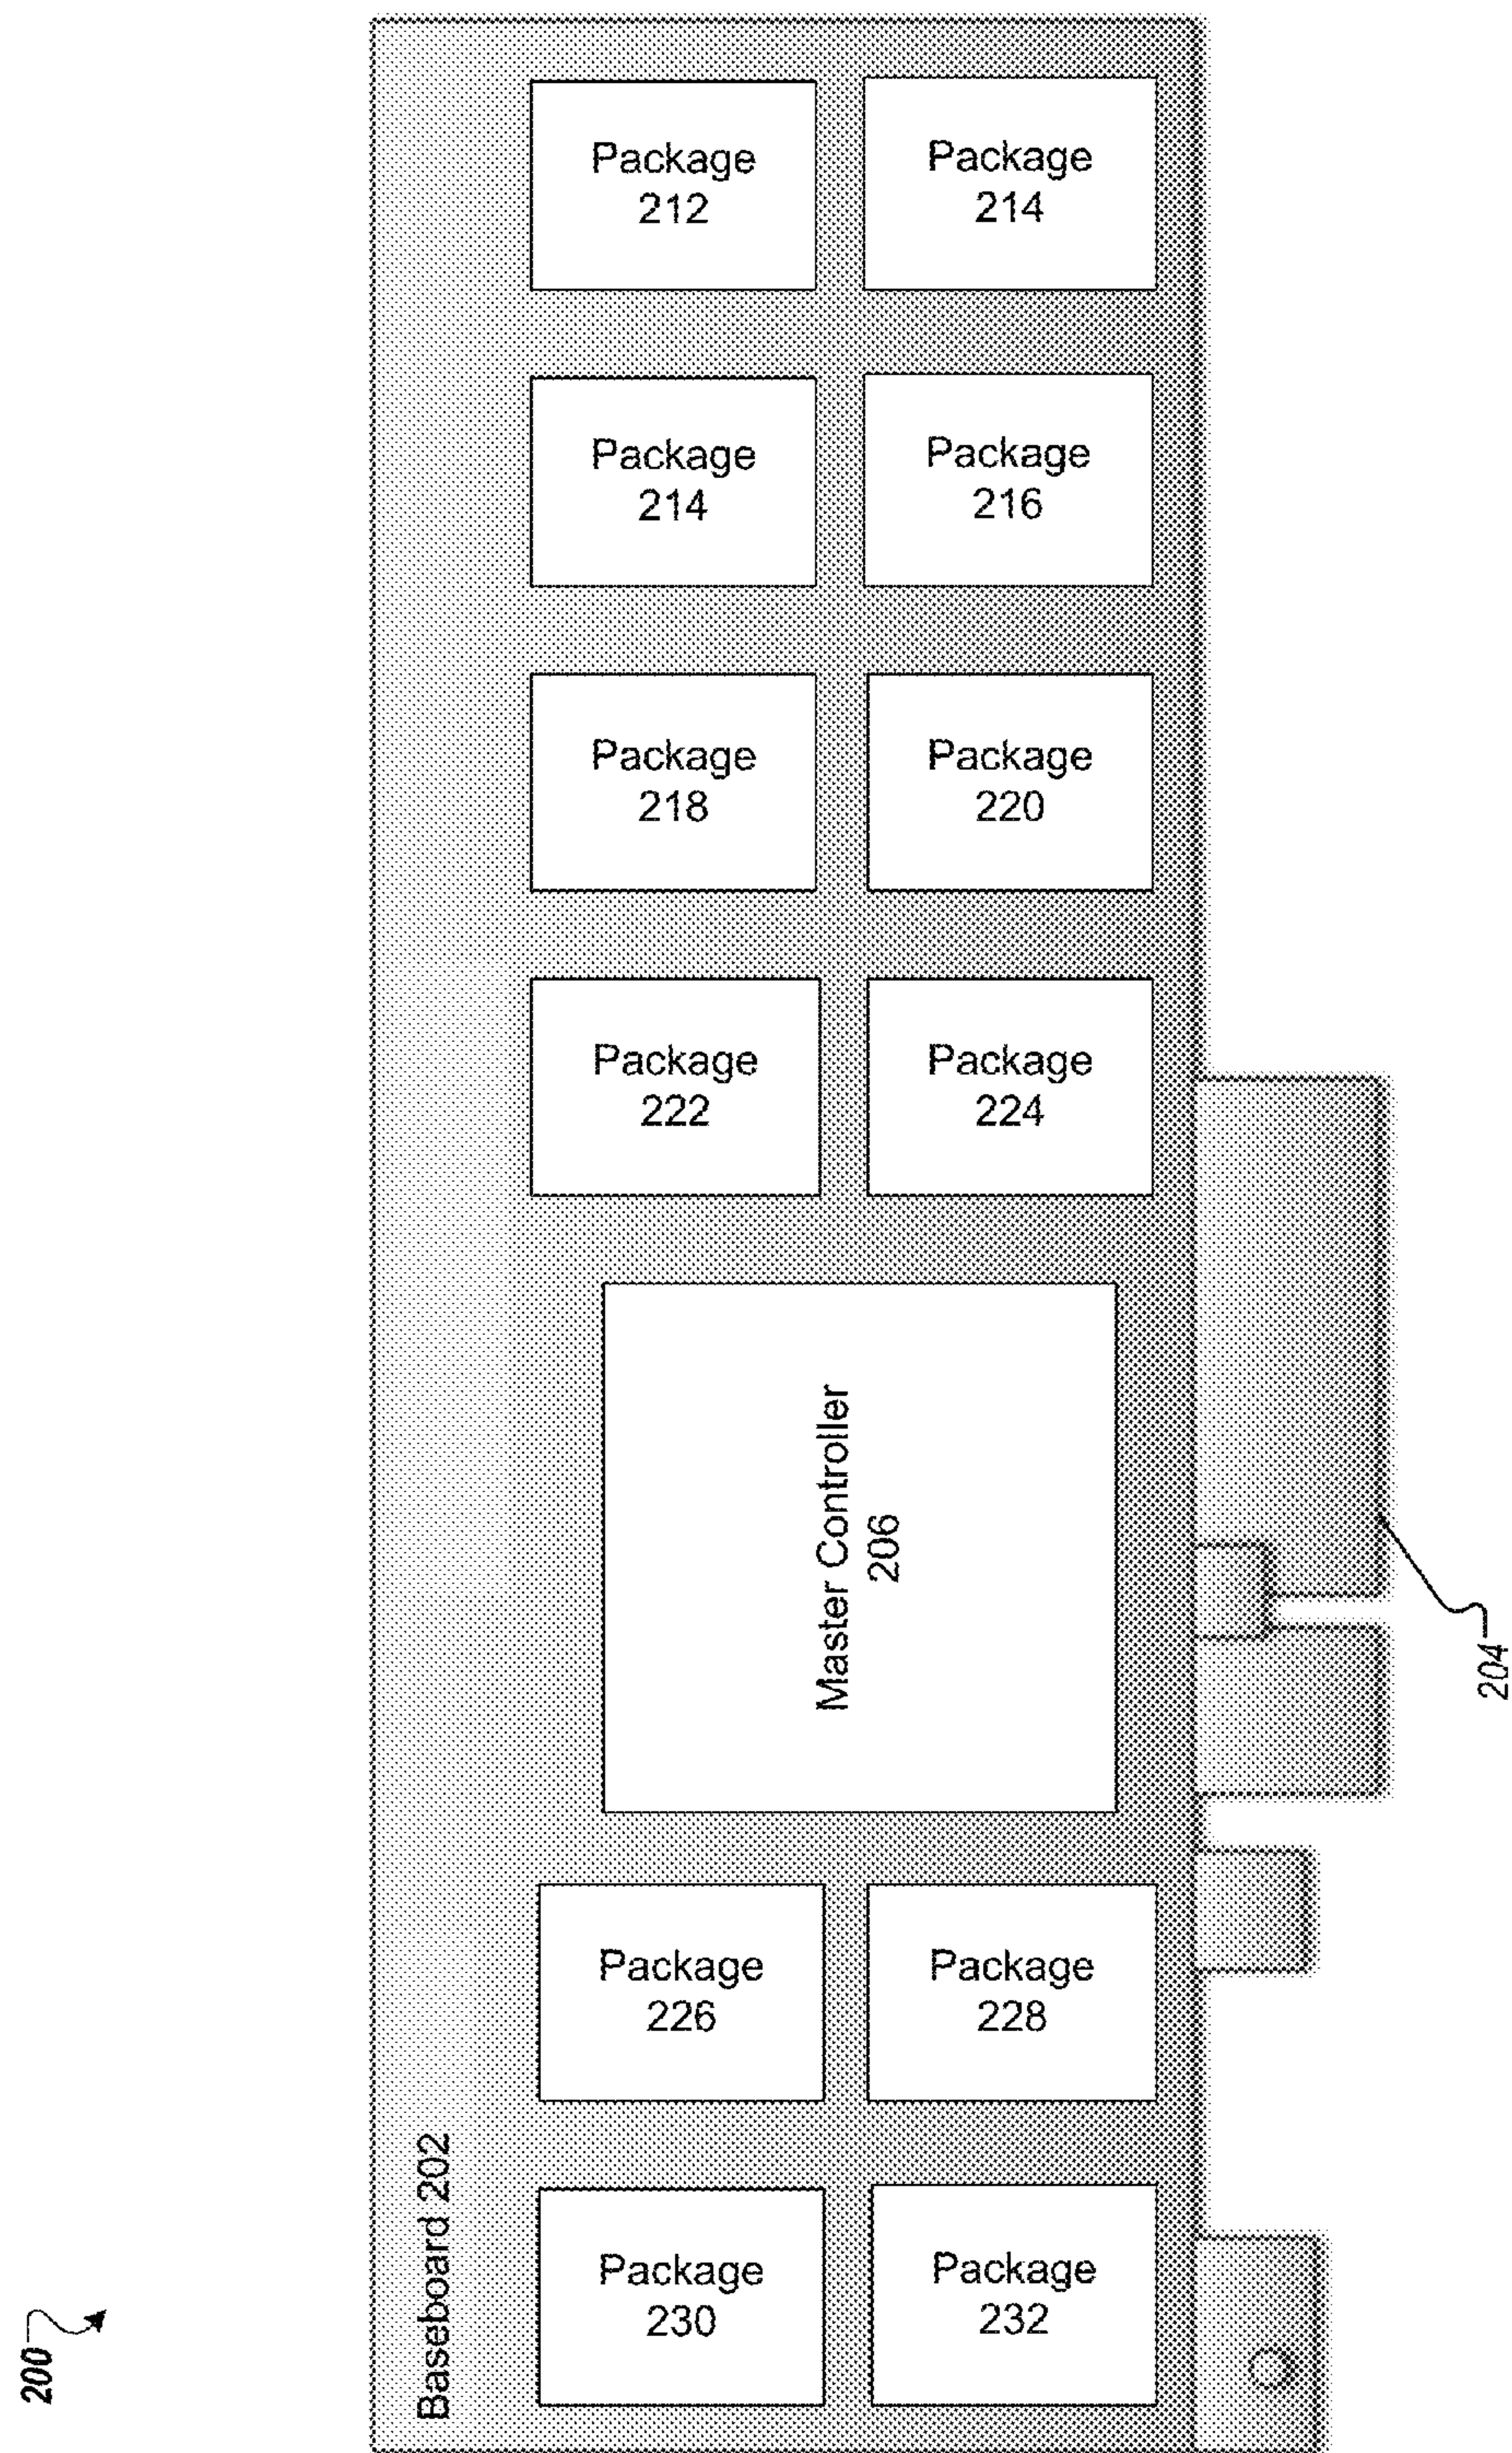 200
Baseboard 202
Package
212
Package
214
Package
214
Package
216
Package
218
Package
220
Package
222
Package
224
Master Controller
206
Package
226
Package
228
Package
230
Package
232
204